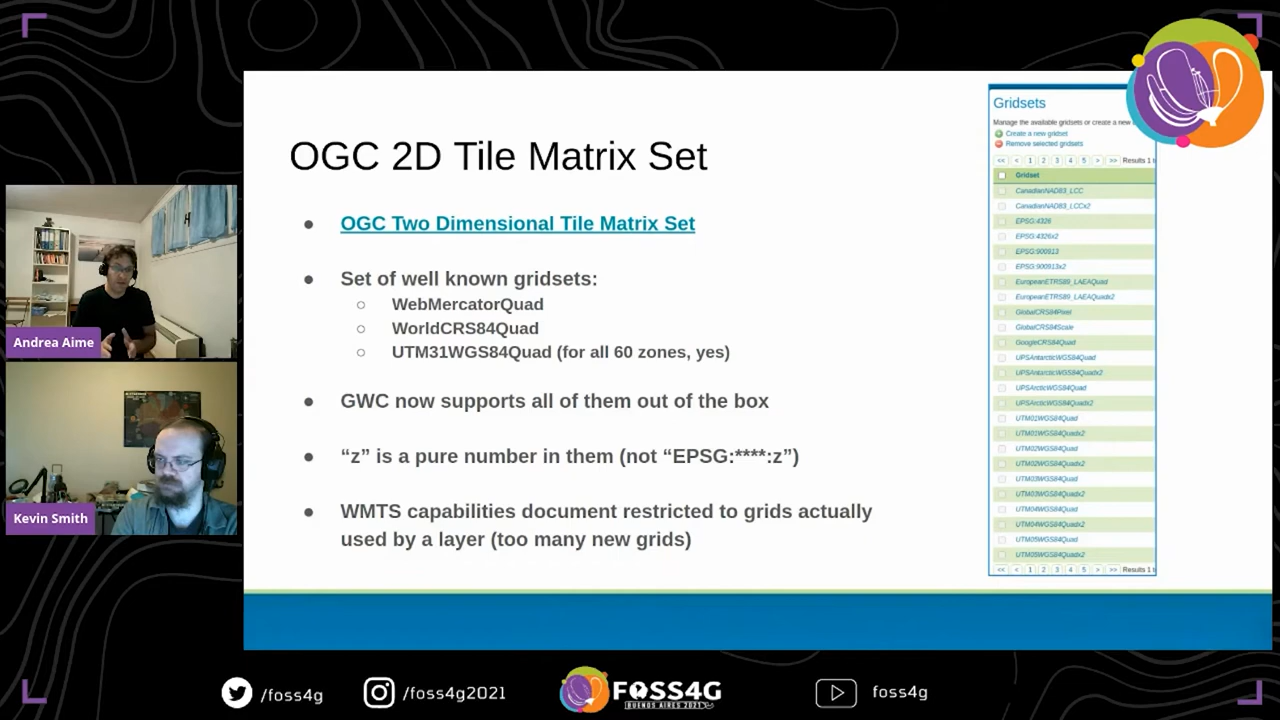 OGC 2D Tile Matrix Set
● OGC Two Dimensional Tile Matrix Set
● Set of well known gridsets:
○ WebMercatorQuad
○ WorldCRS84Quad
○ UTM31WGS84Quad (for all 60 zones, yes)
● GWC now supports all of them out of the box
● “z” is a pure number in them (not “EPSG:****:z”)
● WMTS capabilities document restricted to grids actually
used by a layer (too many new grids)
Gridsets
Manage the available gridsets or create a new
Create a new gridset
Remove selected gridsets
<< < 1 2 3 4 5 > >> Results 1
Gridset
CanadianNAD83_LCC
CanadianNAD83_LCCx2
EPSG:4326
EPSG:4326x2
EPSG:900913
EPSG:900913x2
EuropeanETRS89_LAEAQuad
EuropeanETRS89_LAEAQuadx2
GlobalCRS84Pixel
GlobalCRS84Scale
GoogleCRS84Quad
UPSAntarcticWGS84Quad
UPSAntarcticWGS84Quadx2
UPSArcticWGS84Quad
UPSArcticWGS84Quadx2
UTM01WGS84Quad
UTM01WGS84Quadx2
UTM02WGS84Quad
UTM02WGS84Quadx2
UTM03WGS84Quad
UTM03WGS84Quadx2
UTM04WGS84Quad
UTM04WGS84Quadx2
UTM05WGS84Quad
UTM05WGS84Quadx2
<< < 1 2 3 4 5 > >> Results 1
Andrea Aime
Kevin Smith
/foss4g
/foss4g2021
FOSS4G
BUENOS AIRES 2021
foss4g